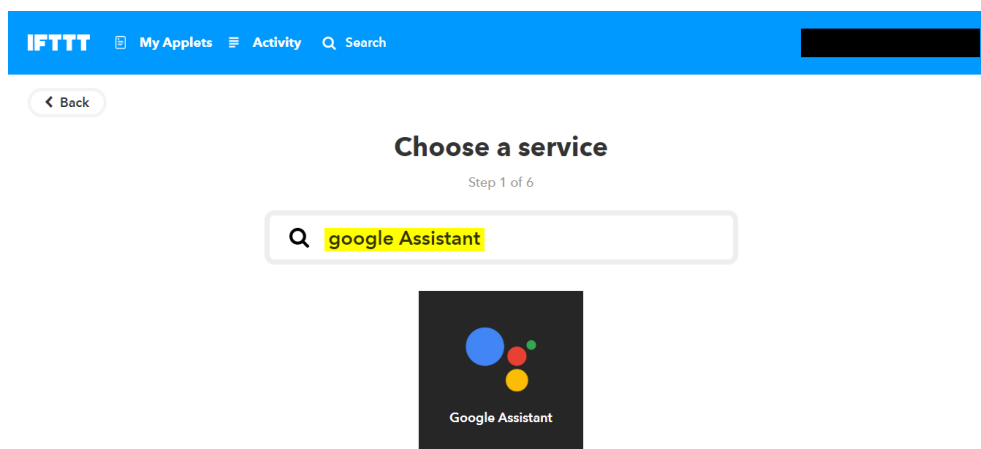 IFTTT My Applets Activity Search
Back
Choose a service
Step 1 of 6
google Assistant
Google Assistant